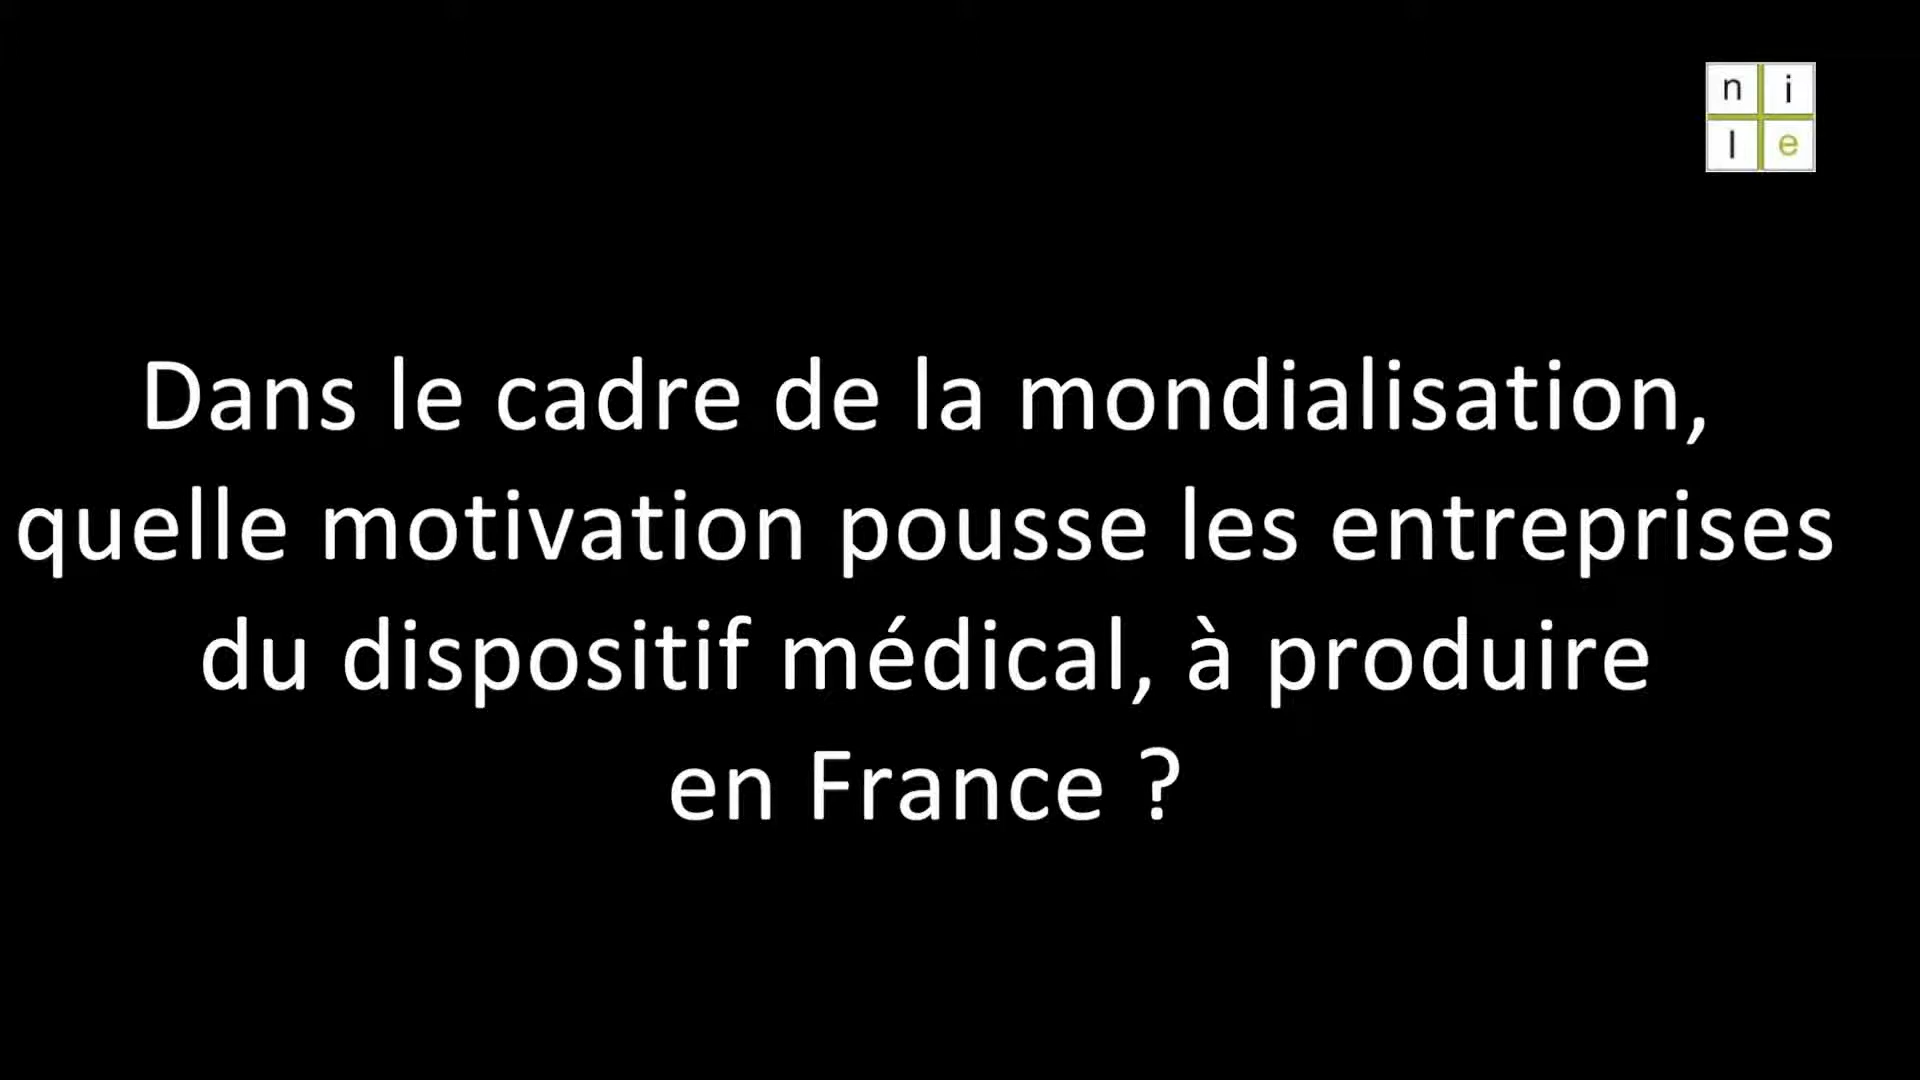 n i
l e
Dans le cadre de la mondialisation,
quelle motivation pousse les entreprises
du dispositif médical, à produire
en France ?